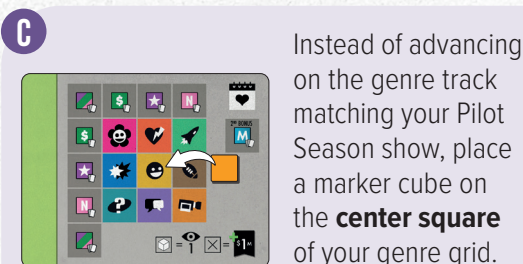 C
Instead of advancing
on the genre track
matching your Pilot
Season show, place
a marker cube on
the center square
of your genre grid.
$ ★ N
2ND BONUS
$ M
★
N
= 1 = $1M